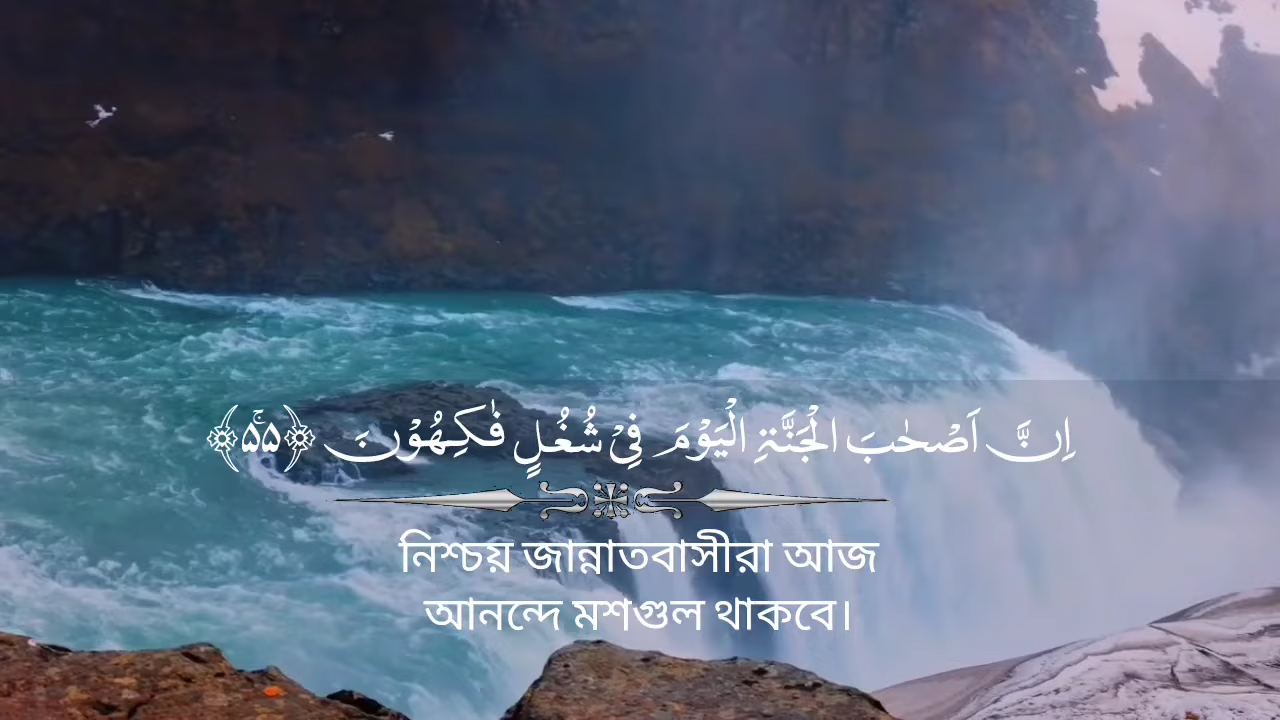 اِنَّ اَصْحٰبَ الْجَنَّۃِ الْیَوْمَ فِیْ شُغُلٍ فٰکِهُوْنَ ﴿ۚ۵۵﴾
নিশ্চয় জান্নাতবাসীরা আজ
আনন্দে মশগুল থাকবে।